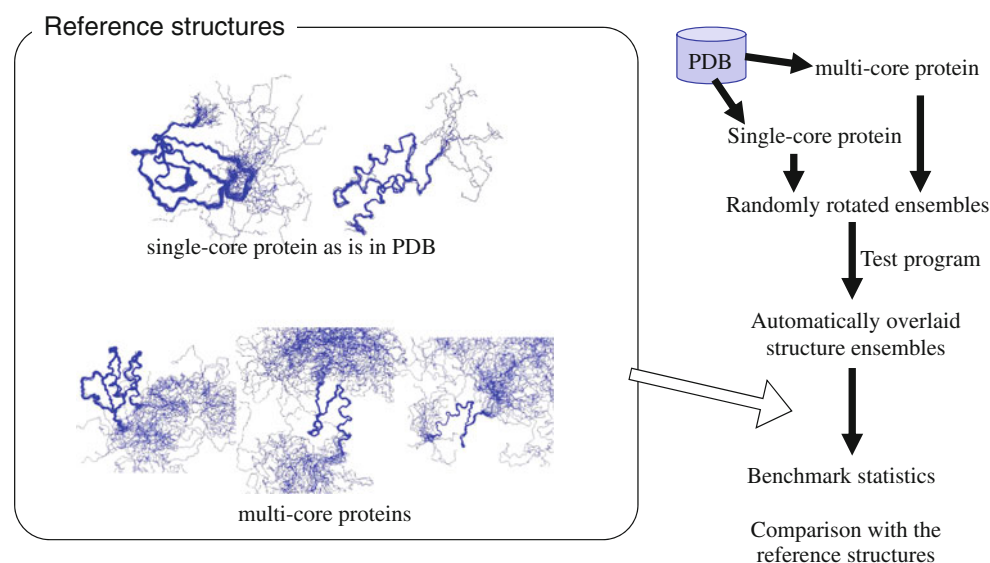 Reference structures
single-core protein as is in PDB
multi-core proteins
PDB
multi-core protein
Single-core protein
Randomly rotated ensembles
Test program
Automatically overlaid
structure ensembles
Benchmark statistics
Comparison with the
reference structures